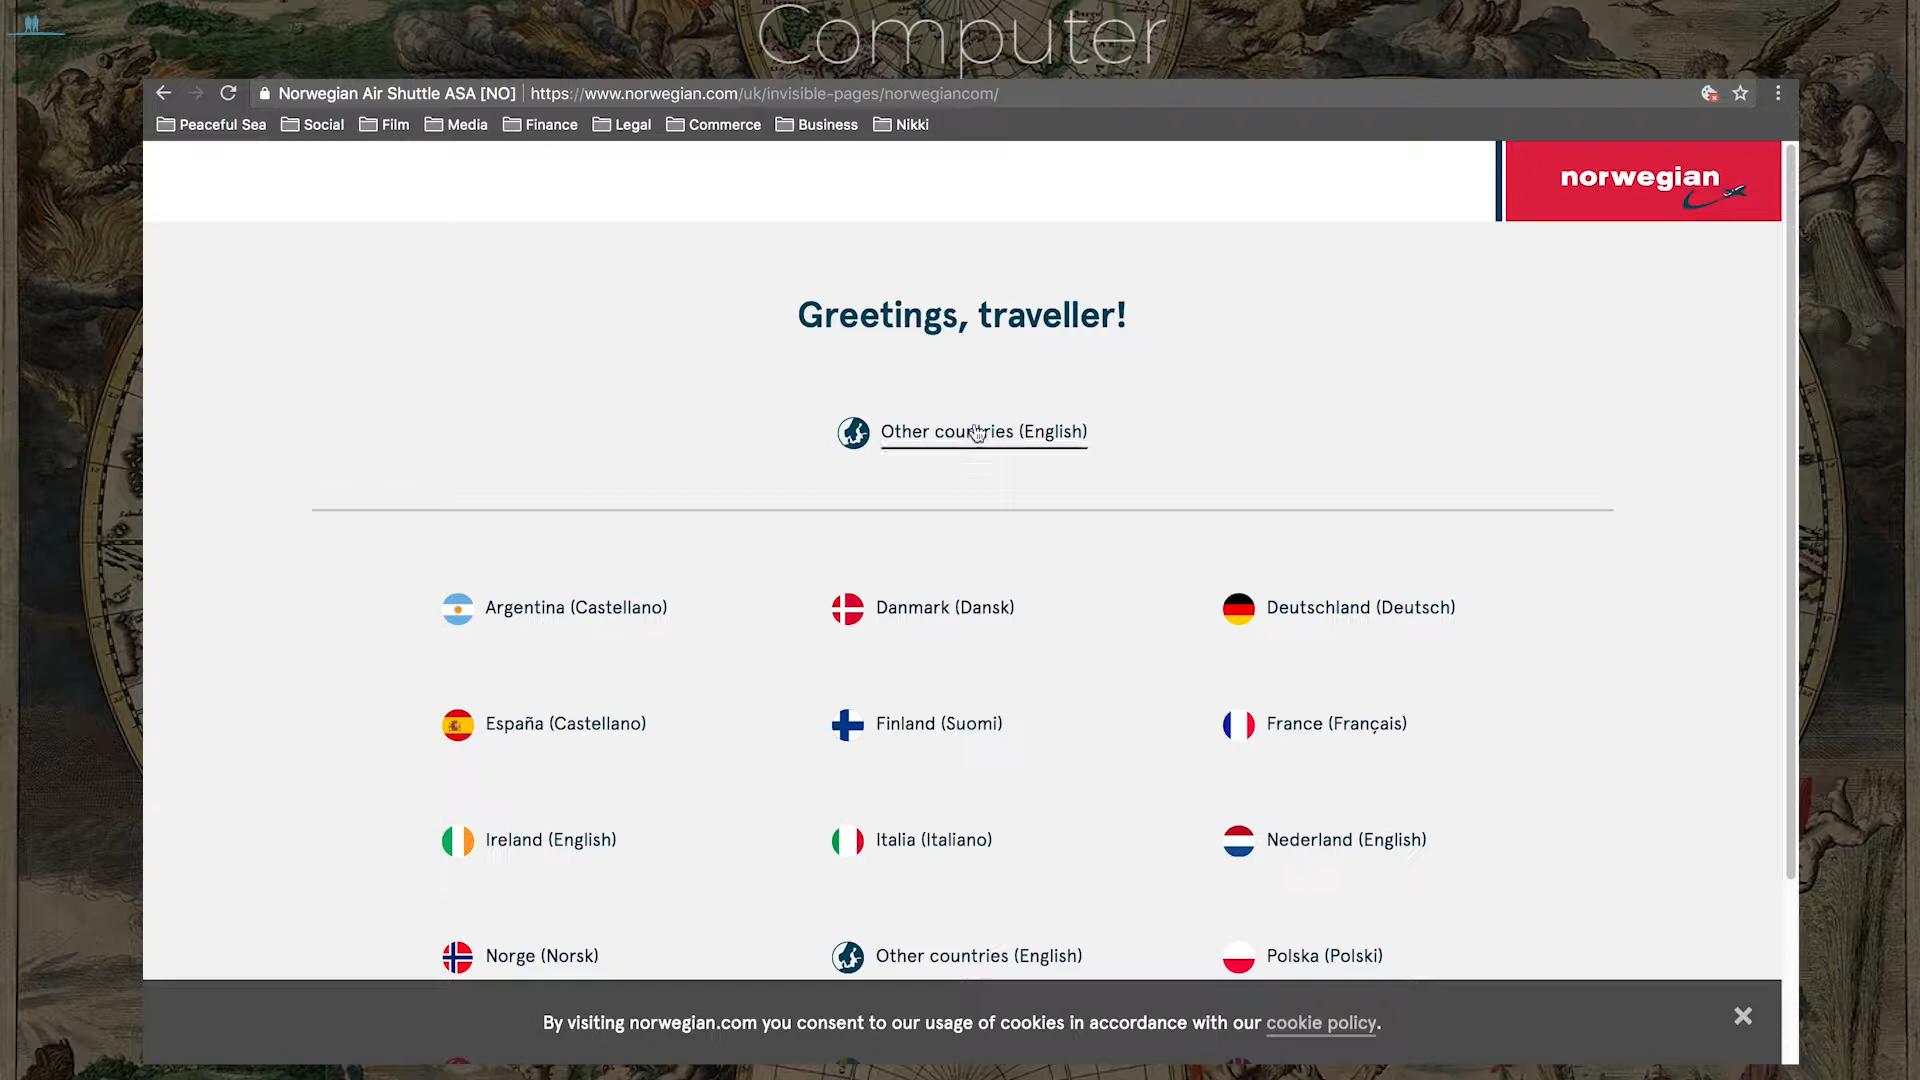 Computer
Norwegian Air Shuttle ASA [NO] https://www.norwegian.com/uk/invisible-pages/norwegiancom/
Peaceful Sea Social Film Media Finance Legal Commerce Business Nikki
norwegian
Greetings, traveller!
Other countries (English)
Argentina (Castellano) Danmark (Dansk) Deutschland (Deutsch)
España (Castellano) Finland (Suomi) France (Français)
Ireland (English) Italia (Italiano) Nederland (English)
Norge (Norsk) Other countries (English) Polska (Polski)
By visiting norwegian.com you consent to our usage of cookies in accordance with our cookie policy.